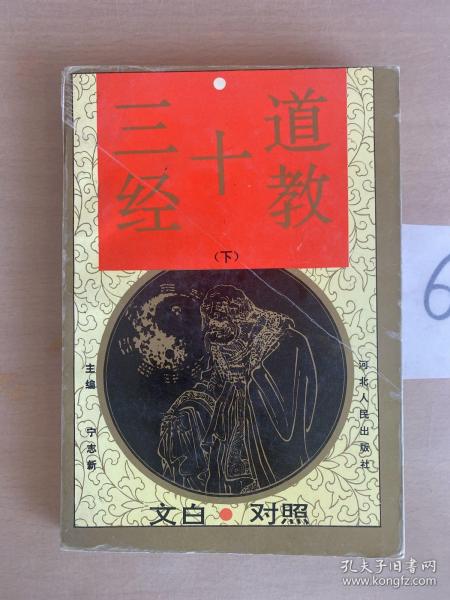 道教
十
三经
（下）
主编 宁志新
河北人民出版社
文白·对照
6
孔夫子旧书网
www.kongfz.com